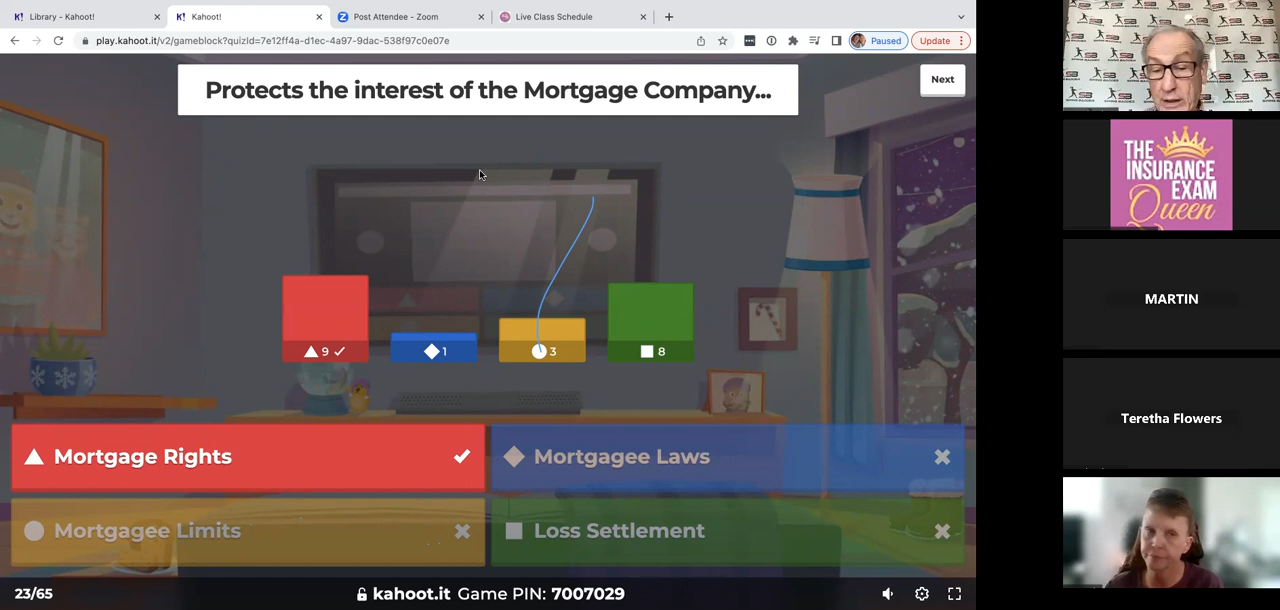 Library - Kahoot!
Kahoot!
Post Attendee - Zoom
Live Class Schedule
play.kahoot.it/v2/gameblock?quizId=7e12ff4a-d1ec-4a97-9dac-538f97c0e07e
Paused
Update
Protects the interest of the Mortgage Company...
Next
9
1
3
8
Mortgage Rights
Mortgagee Laws
Mortgagee Limits
Loss Settlement
23/65
kahoot.it Game PIN: 7007029
THE
INSURANCE
EXAM
Queen
MARTIN
Teretha Flowers